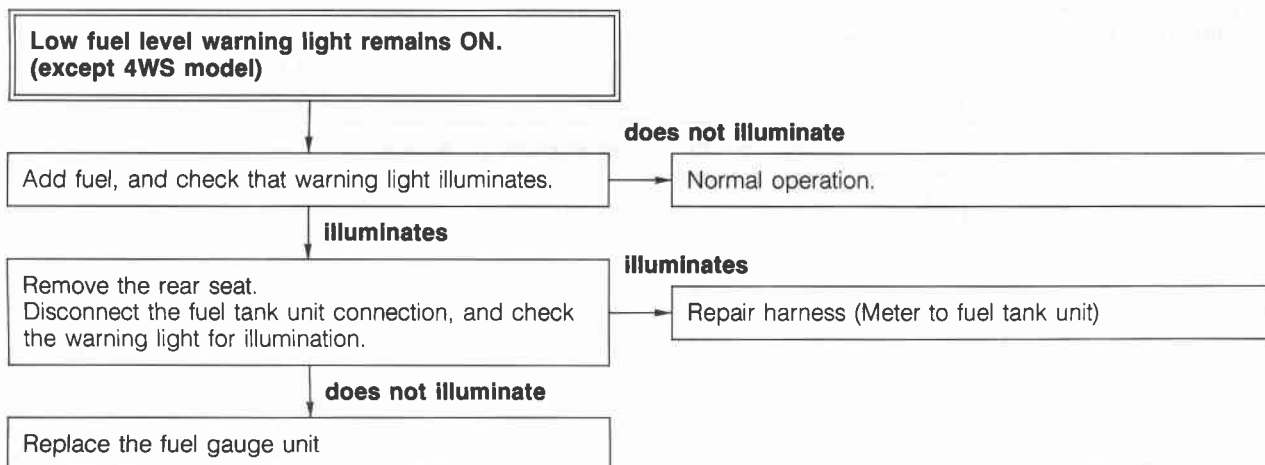 Low fuel level warning light remains ON.
(except 4WS model)
does not illuminate
Add fuel, and check that warning light illuminates.
Normal operation.
illuminates
illuminates
Remove the rear seat.
Disconnect the fuel tank unit connection, and check
the warning light for illumination.
Repair harness (Meter to fuel tank unit)
does not illuminate
Replace the fuel gauge unit